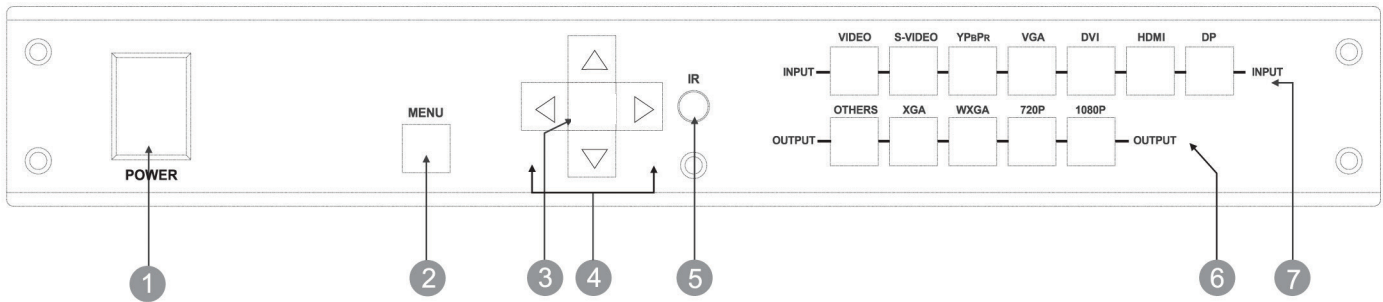 VIDEO S-VIDEO YPBPR VGA DVI HDMI DP
INPUT INPUT
IR
OTHERS XGA WXGA 720P 1080P
MENU
OUTPUT OUTPUT
POWER
1 2 3 4 5 6 7